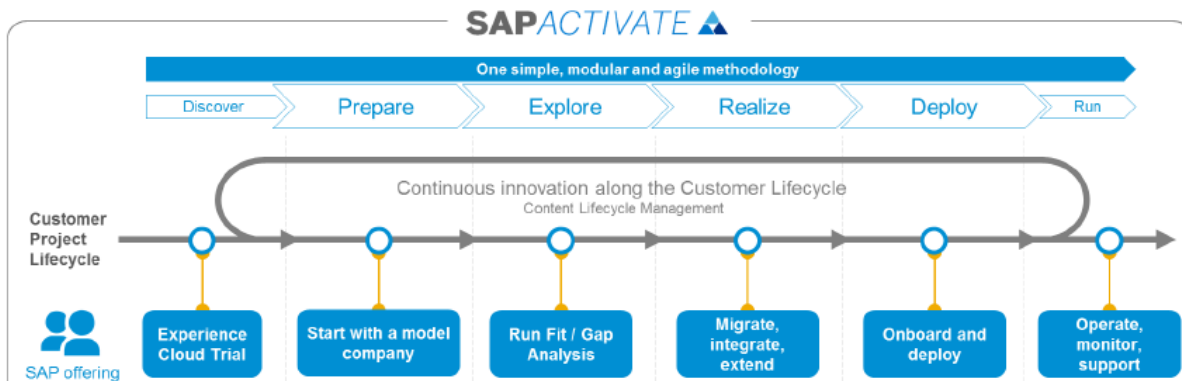 SAP ACTIVATE
One simple, modular and agile methodology
Discover
Prepare
Explore
Realize
Deploy
Run
Continuous innovation along the Customer Lifecycle
Content Lifecycle Management
Customer
Project
Lifecycle
SAP offering
Experience
Cloud Trial
Start with a model
company
Run Fit / Gap
Analysis
Migrate,
integrate,
extend
Onboard and
deploy
Operate,
monitor,
support